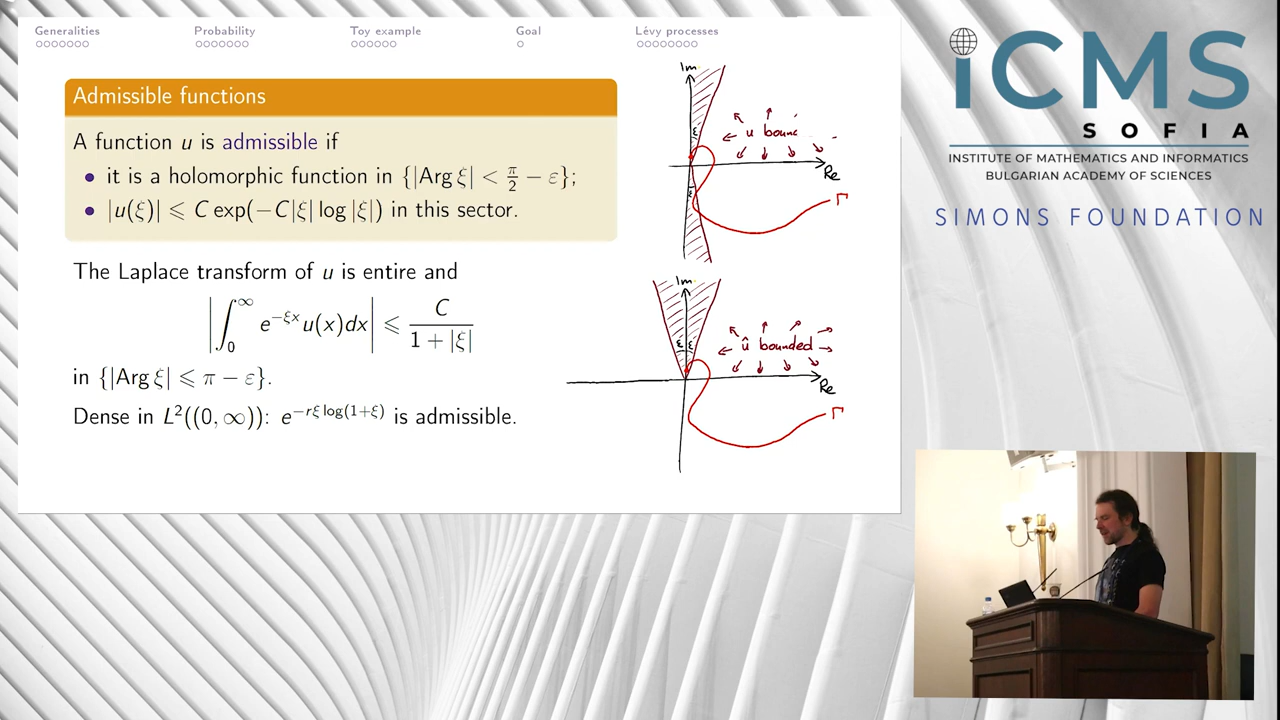 Generalities
Probability
Toy example
Goal
Lévy processes
Admissible functions
A function u is admissible if
• it is a holomorphic function in {|Arg ξ| < π/2 − ε};
• |u(ξ)| ⩽ C exp(−C|ξ| log |ξ|) in this sector.
The Laplace transform of u is entire and
|∫₀^∞ e^{−ξx} u(x)dx| ⩽ C / (1 + |ξ|)
in {|Arg ξ| ⩽ π − ε}.
Dense in L²((0, ∞)): e^{−rξ log(1+ξ)} is admissible.
Im
ε
u boun
Re
ε
Γ
Im
ε ε
û bounded
Re
Γ
iCMS
SOFIA
INSTITUTE OF MATHEMATICS AND INFORMATICS
BULGARIAN ACADEMY OF SCIENCES
SIMONS FOUNDATION